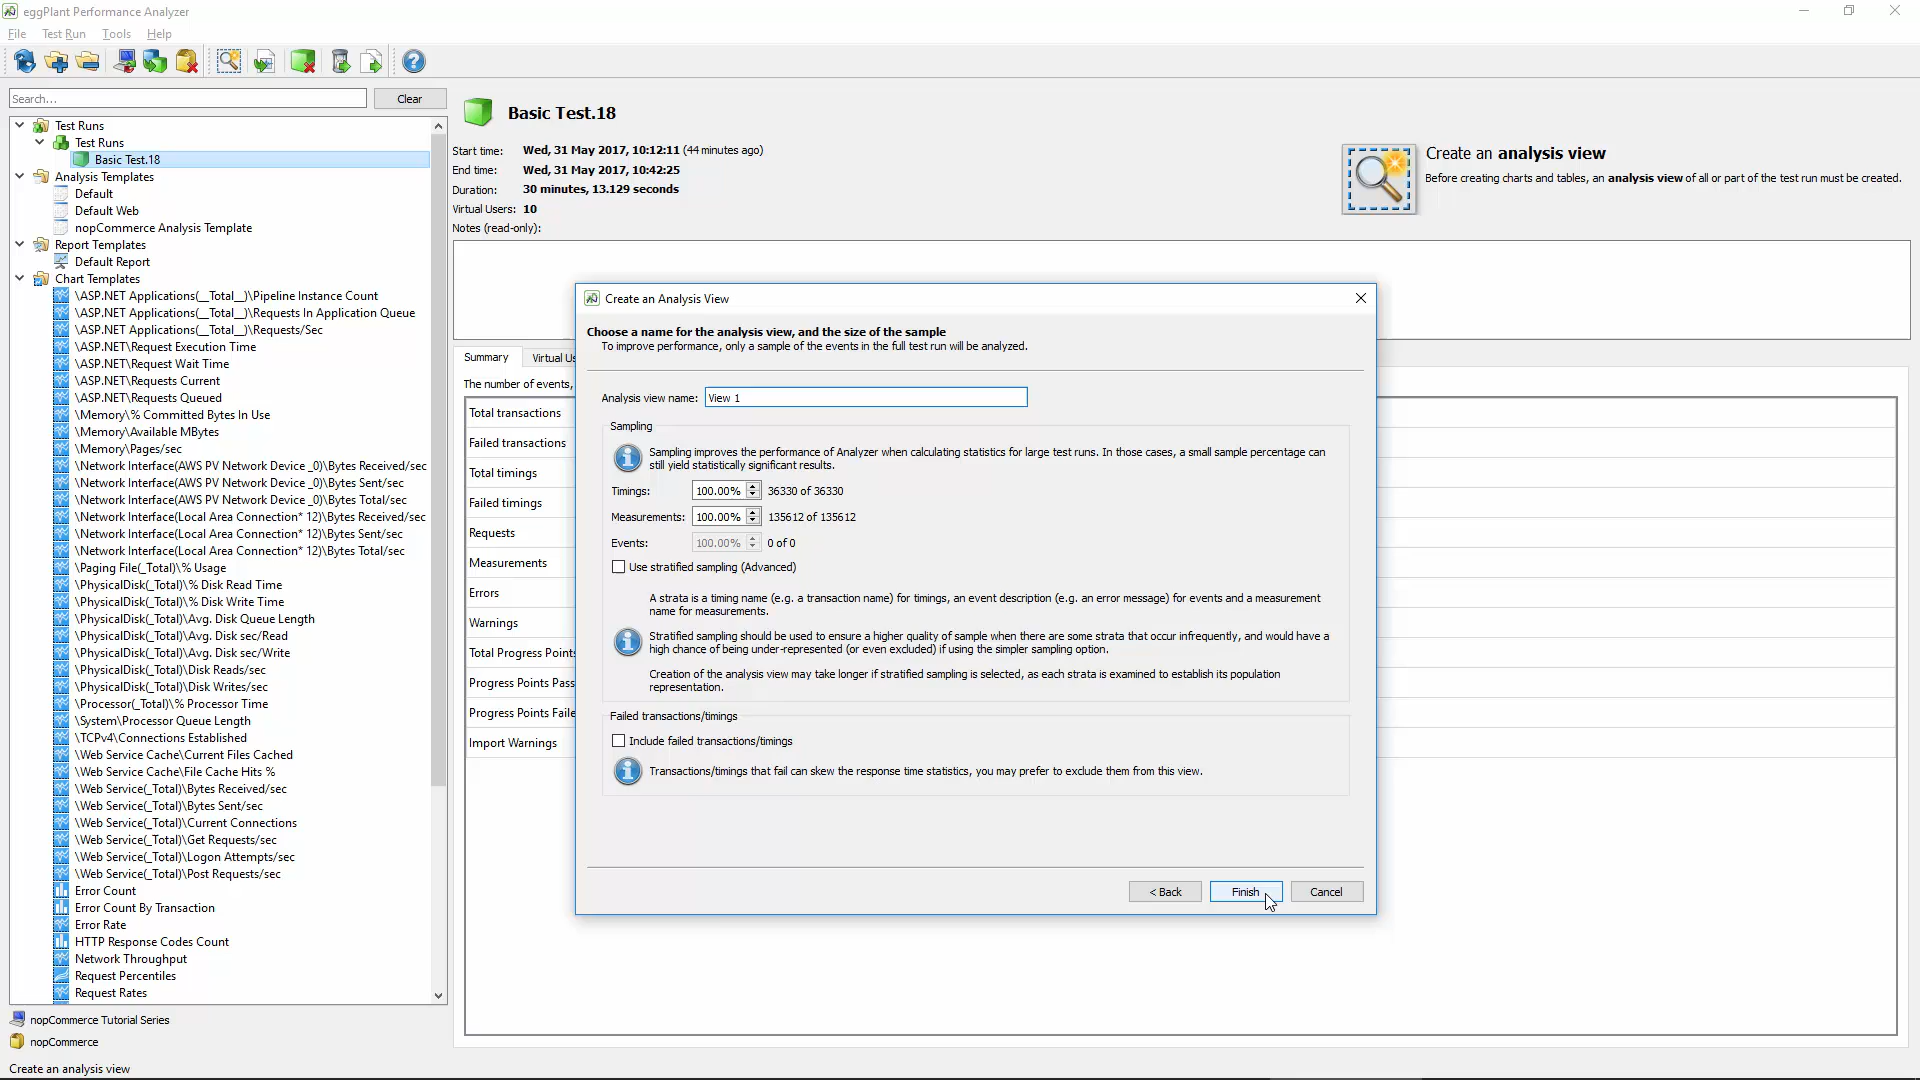 eggPlant Performance Analyzer
File Test Run Tools Help
Search...
Clear
Test Runs
Test Runs
Basic Test.18
Analysis Templates
Default
Default Web
nopCommerce Analysis Template
Report Templates
Default Report
Chart Templates
\ASP.NET Applications(__Total__)\Pipeline Instance Count
\ASP.NET Applications(__Total__)\Requests In Application Queue
\ASP.NET Applications(__Total__)\Requests/Sec
\ASP.NET\Request Execution Time
\ASP.NET\Request Wait Time
\ASP.NET\Requests Current
\ASP.NET\Requests Queued
\Memory\% Committed Bytes In Use
\Memory\Available MBytes
\Memory\Pages/sec
\Network Interface(AWS PV Network Device _0)\Bytes Received/sec
\Network Interface(AWS PV Network Device _0)\Bytes Sent/sec
\Network Interface(AWS PV Network Device _0)\Bytes Total/sec
\Network Interface(Local Area Connection* 12)\Bytes Received/sec
\Network Interface(Local Area Connection* 12)\Bytes Sent/sec
\Network Interface(Local Area Connection* 12)\Bytes Total/sec
\Paging File(_Total)\% Usage
\PhysicalDisk(_Total)\% Disk Read Time
\PhysicalDisk(_Total)\% Disk Write Time
\PhysicalDisk(_Total)\Avg. Disk Queue Length
\PhysicalDisk(_Total)\Avg. Disk sec/Read
\PhysicalDisk(_Total)\Avg. Disk sec/Write
\PhysicalDisk(_Total)\Disk Reads/sec
\PhysicalDisk(_Total)\Disk Writes/sec
\Processor(_Total)\% Processor Time
\System\Processor Queue Length
\TCPv4\Connections Established
\Web Service Cache\Current Files Cached
\Web Service Cache\File Cache Hits %
\Web Service(_Total)\Bytes Received/sec
\Web Service(_Total)\Bytes Sent/sec
\Web Service(_Total)\Current Connections
\Web Service(_Total)\Get Requests/sec
\Web Service(_Total)\Logon Attempts/sec
\Web Service(_Total)\Post Requests/sec
Error Count
Error Count By Transaction
Error Rate
HTTP Response Codes Count
Network Throughput
Request Percentiles
Request Rates
nopCommerce Tutorial Series
nopCommerce
Create an analysis view
Basic Test.18
Start time: Wed, 31 May 2017, 10:12:11 (44 minutes ago)
End time: Wed, 31 May 2017, 10:42:25
Duration: 30 minutes, 13.129 seconds
Virtual Users: 10
Notes (read-only):
Create an analysis view
Before creating charts and tables, an analysis view of all or part of the test run must be created.
Summary Virtual Us
The number of events,
Total transactions
Failed transactions
Total timings
Failed timings
Requests
Measurements
Errors
Warnings
Total Progress Points
Progress Points Pass
Progress Points Faile
Import Warnings
Create an Analysis View
Choose a name for the analysis view, and the size of the sample
To improve performance, only a sample of the events in the full test run will be analyzed.
Analysis view name: View 1
Sampling
Sampling improves the performance of Analyzer when calculating statistics for large test runs. In those cases, a small sample percentage can
still yield statistically significant results.
Timings: 100.00% 36330 of 36330
Measurements: 100.00% 135612 of 135612
Events: 100.00% 0 of 0
Use stratified sampling (Advanced)
A strata is a timing name (e.g. a transaction name) for timings, an event description (e.g. an error message) for events and a measurement
name for measurements.
Stratified sampling should be used to ensure a higher quality of sample when there are some strata that occur infrequently, and would have a
high chance of being under-represented (or even excluded) if using the simpler sampling option.
Creation of the analysis view may take longer if stratified sampling is selected, as each strata is examined to establish its population
representation.
Failed transactions/timings
Include failed transactions/timings
Transactions/timings that fail can skew the response time statistics, you may prefer to exclude them from this view.
< Back Finish Cancel